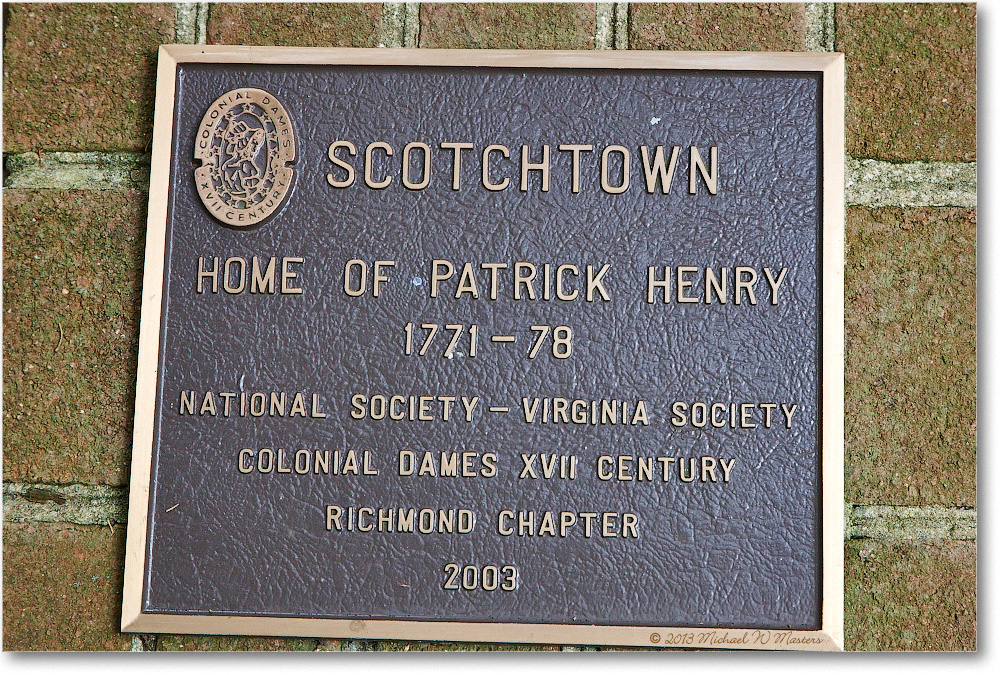 COLONIAL DAMES
XVII CENTURY
SCOTCHTOWN
HOME OF PATRICK HENRY
1771-78
NATIONAL SOCIETY - VIRGINIA SOCIETY
COLONIAL DAMES XVII CENTURY
RICHMOND CHAPTER
2003
© 2013 Michael W Masters